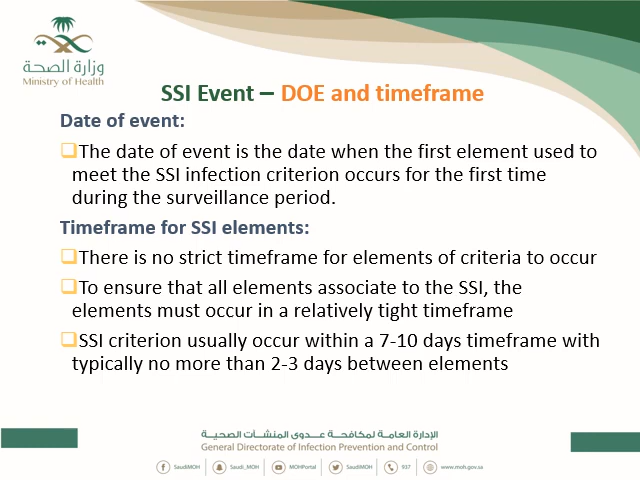 وزارة الصحة
Ministry of Health
SSI Event – DOE and timeframe
Date of event:
The date of event is the date when the first element used to
meet the SSI infection criterion occurs for the first time
during the surveillance period.
Timeframe for SSI elements:
There is no strict timeframe for elements of criteria to occur
To ensure that all elements associate to the SSI, the
elements must occur in a relatively tight timeframe
SSI criterion usually occur within a 7-10 days timeframe with
typically no more than 2-3 days between elements
الإدارة العامة لمكافحة عدوى المنشآت الصحية
General Directorate of Infection Prevention and Control
SaudiMOH Saudi_MOH MOHPortal SaudiMOH 937 www.moh.gov.sa